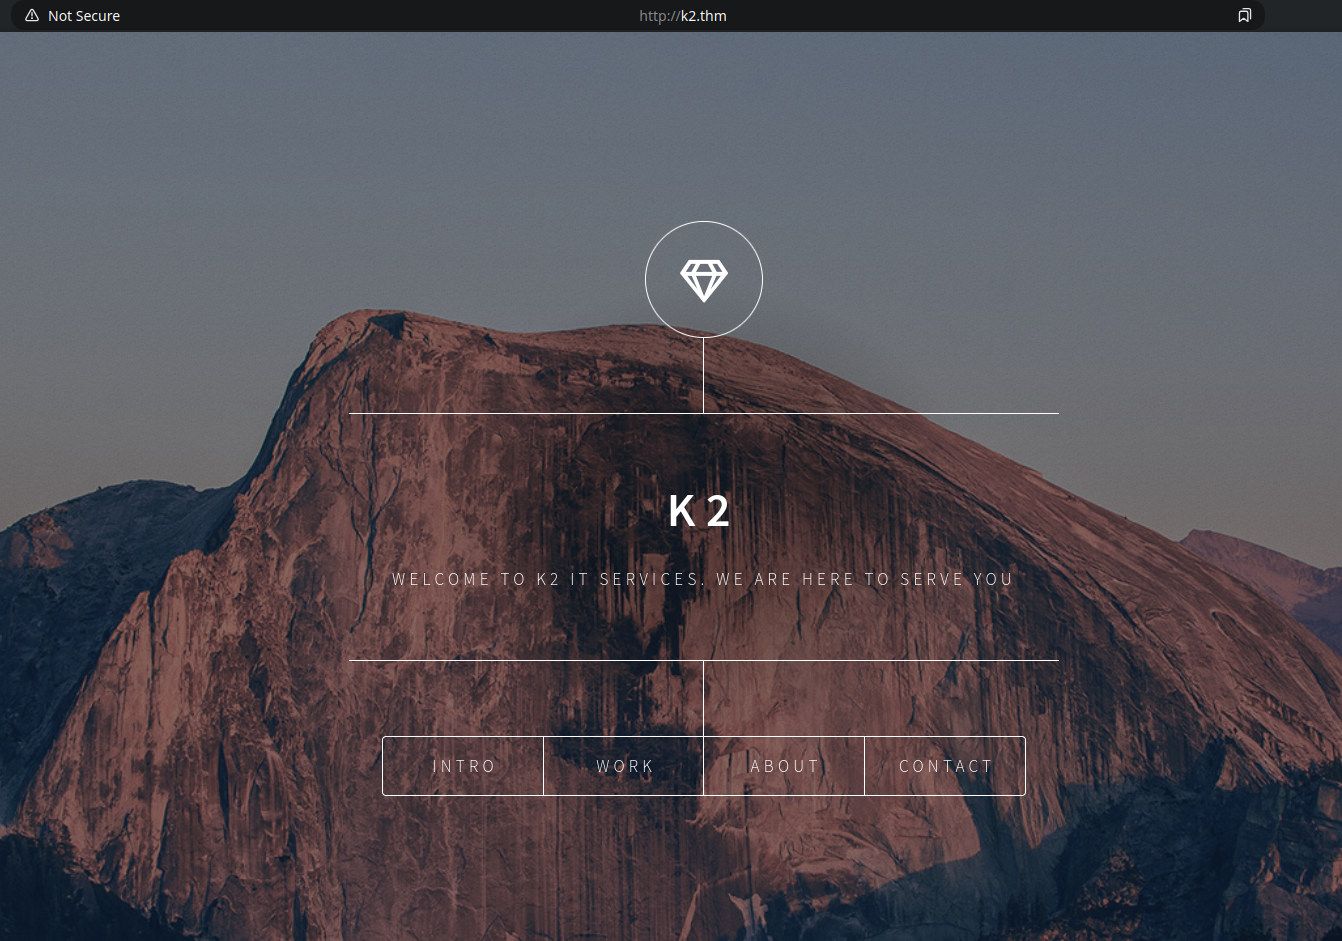 Not Secure
http://k2.thm
K2
WELCOME TO K2 IT SERVICES. WE ARE HERE TO SERVE YOU
INTRO
WORK
ABOUT
CONTACT